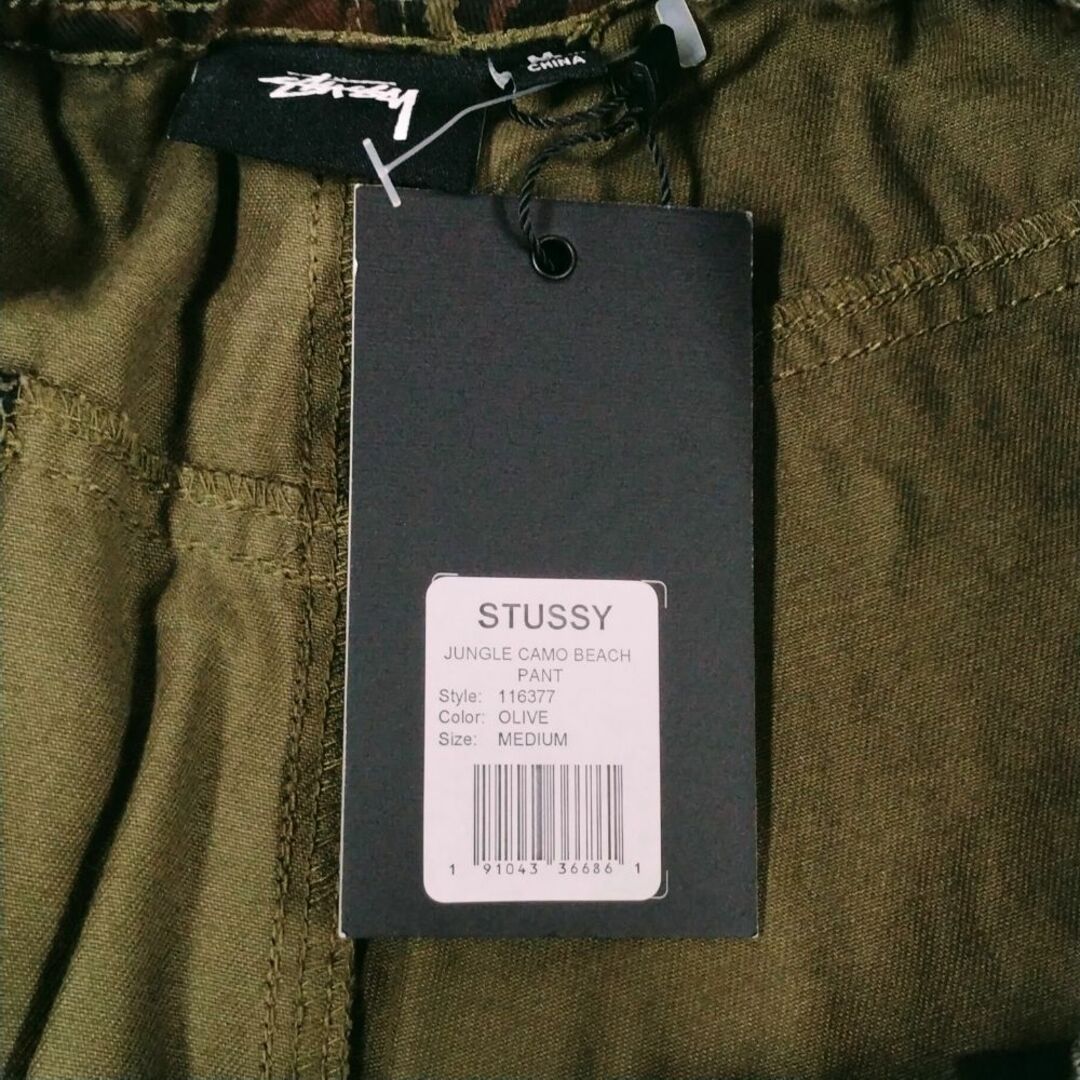 Stüssy
M
CHINA
STUSSY
JUNGLE CAMO BEACH
PANT
Style: 116377
Color: OLIVE
Size: MEDIUM
1 91043 36686 1